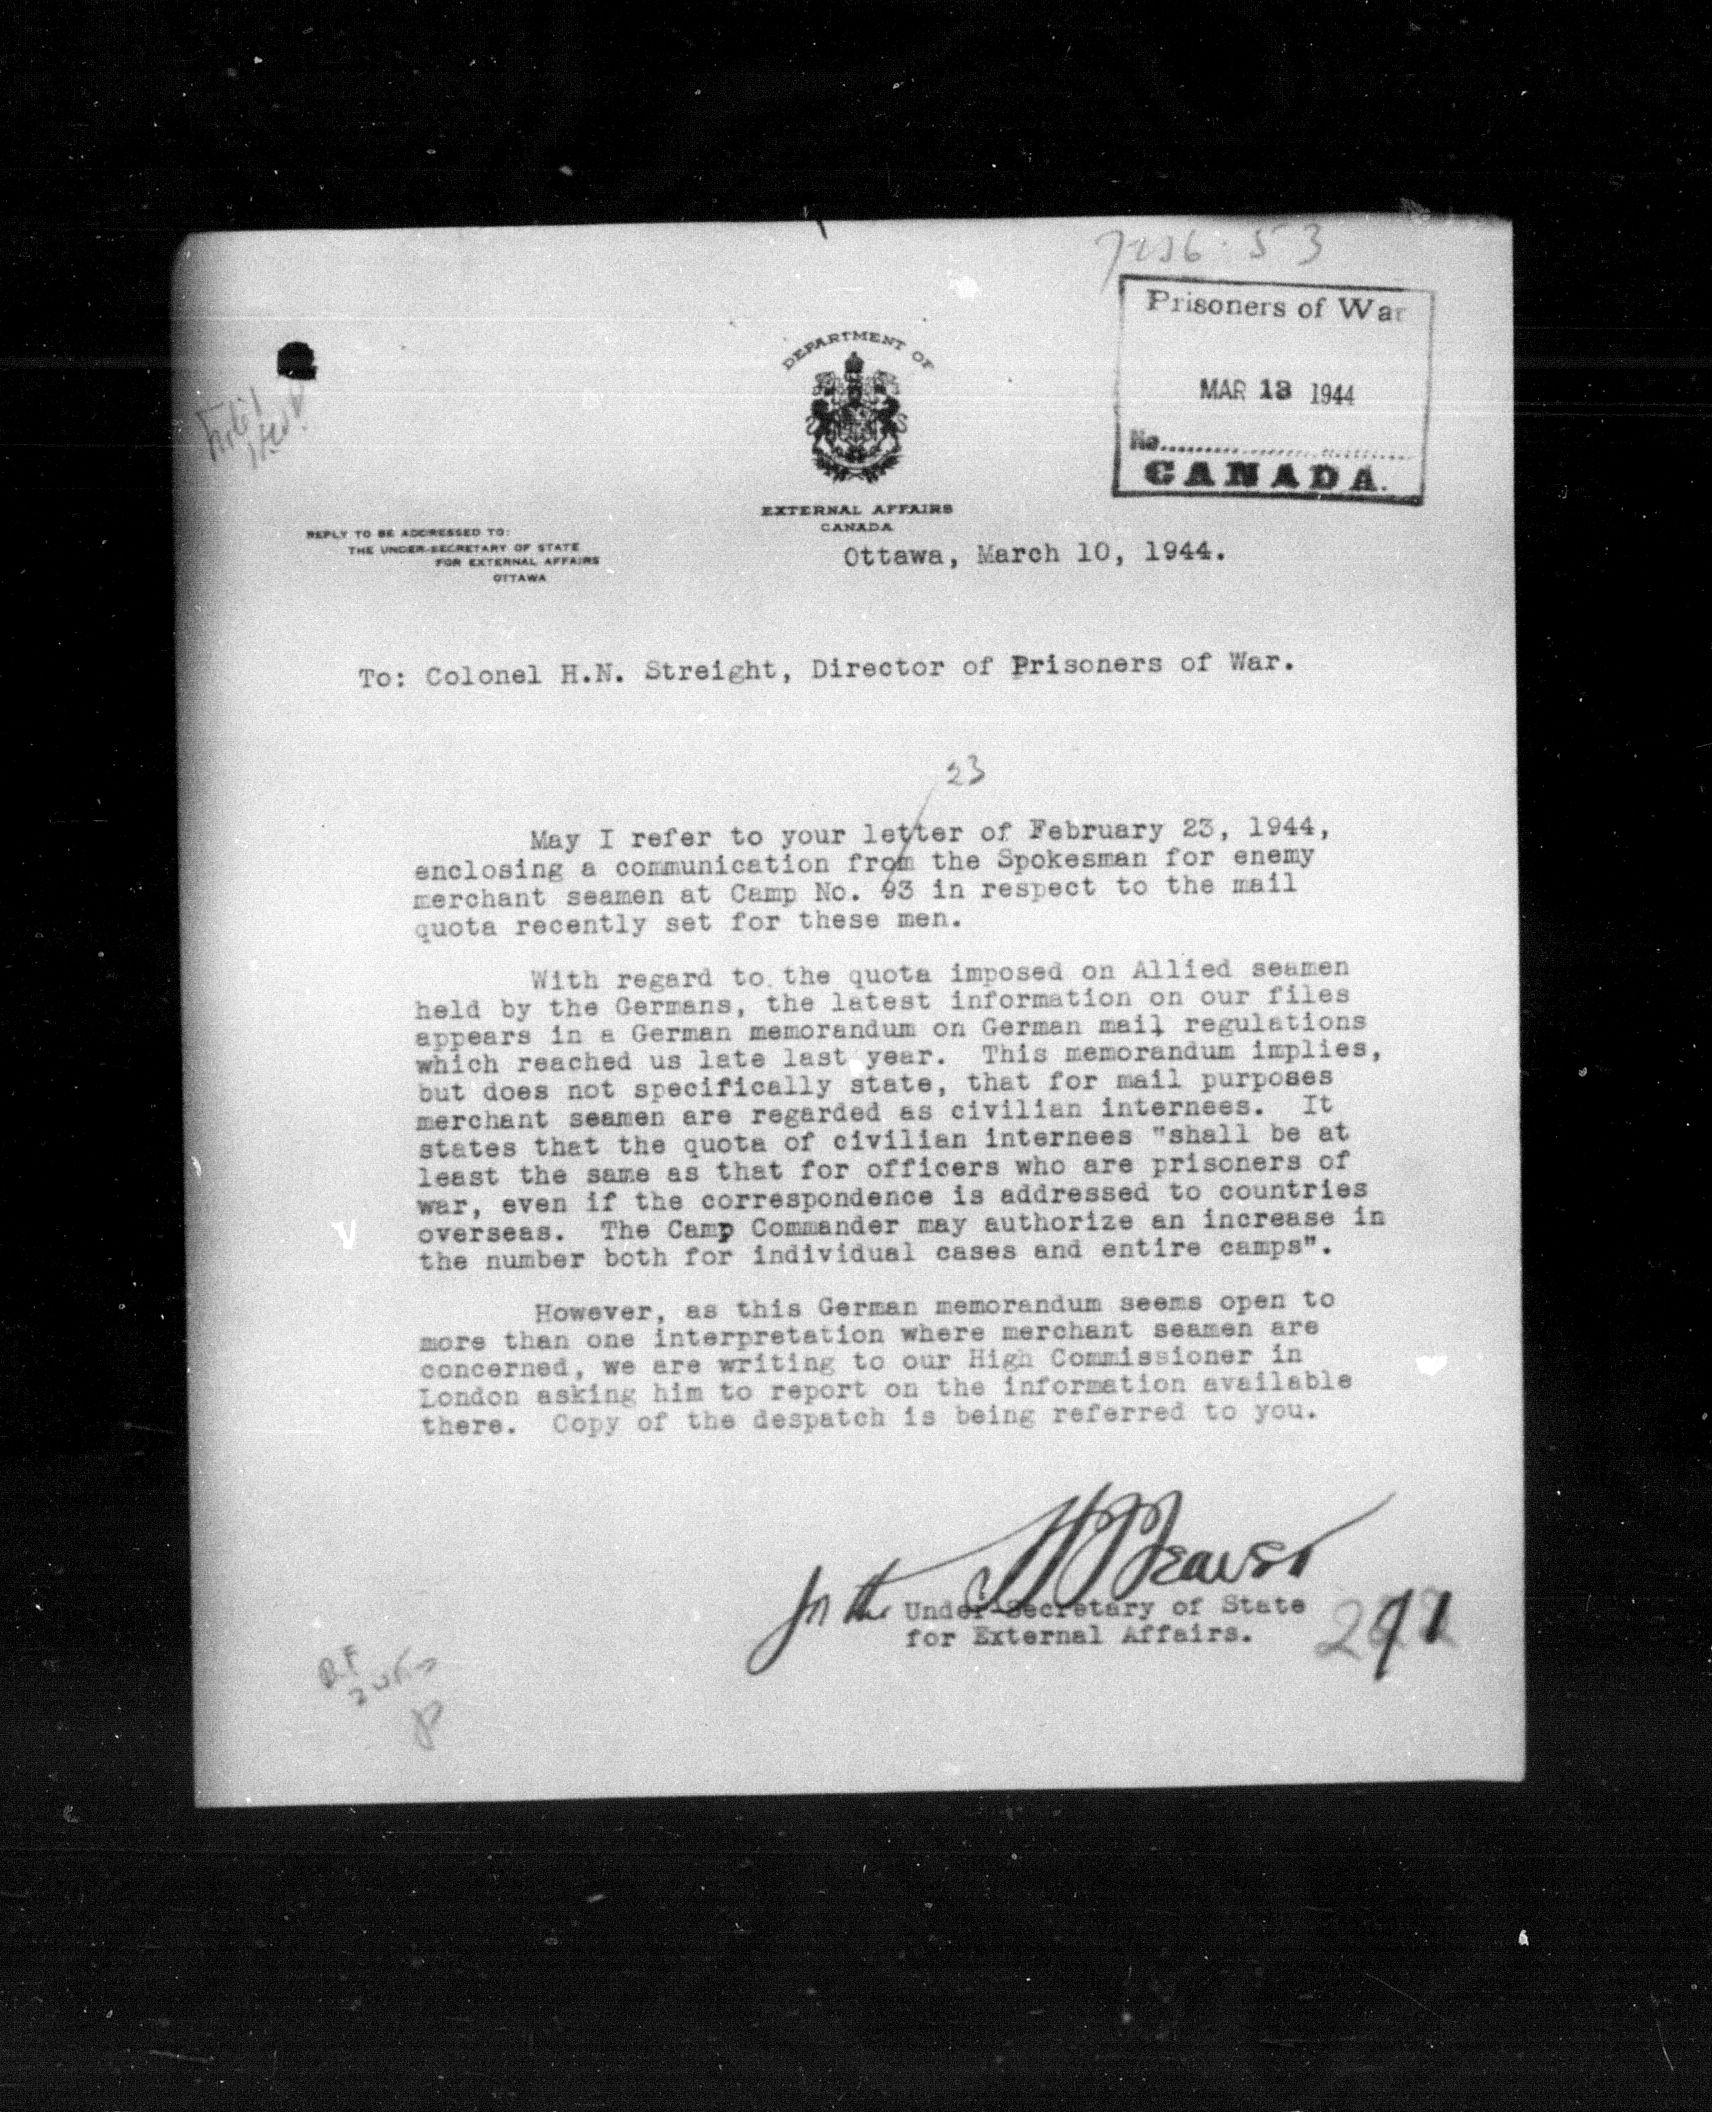 Prisoners of War
MAR 13 1944
No.
CANADA.
DEPARTMENT OF
EXTERNAL AFFAIRS
CANADA
REPLY TO BE ADDRESSED TO:
THE UNDER-SECRETARY OF STATE
FOR EXTERNAL AFFAIRS
OTTAWA
Ottawa, March 10, 1944.
To: Colonel H.N. Streight, Director of Prisoners of War.
23
May I refer to your letter of February 23, 1944,
enclosing a communication from the Spokesman for enemy
merchant seamen at Camp No. 93 in respect to the mail
quota recently set for these men.
With regard to the quota imposed on Allied seamen
held by the Germans, the latest information on our files
appears in a German memorandum on German mail regulations
which reached us late last year. This memorandum implies,
but does not specifically state, that for mail purposes
merchant seamen are regarded as civilian internees. It
states that the quota of civilian internees "shall be at
least the same as that for officers who are prisoners of
war, even if the correspondence is addressed to countries
overseas. The Camp Commander may authorize an increase in
the number both for individual cases and entire camps".
However, as this German memorandum seems open to
more than one interpretation where merchant seamen are
concerned, we are writing to our High Commissioner in
London asking him to report on the information available
there. Copy of the despatch is being referred to you.
for the Under-Secretary of State
for External Affairs.